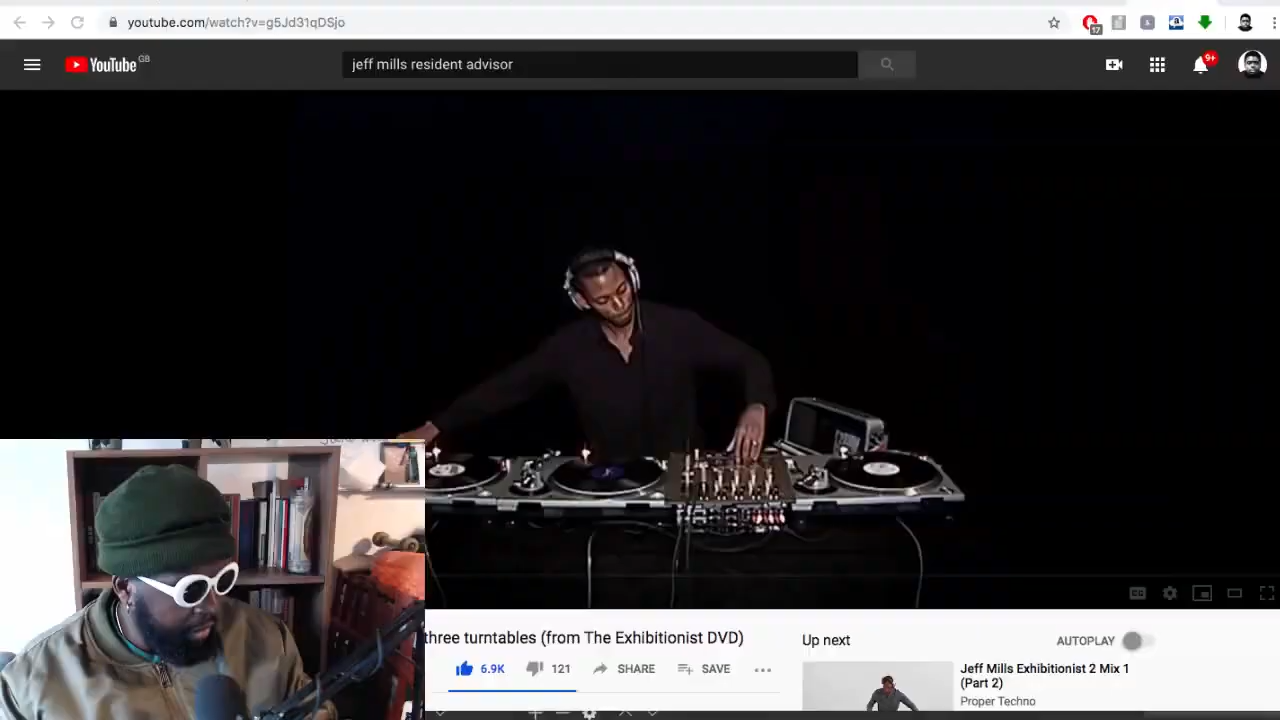 youtube.com/watch?v=g5Jd31qDSjo
17
YouTube GB
jeff mills resident advisor
9+
three turntables (from The Exhibitionist DVD)
6.9K
121
SHARE
SAVE
Up next
AUTOPLAY
Jeff Mills Exhibitionist 2 Mix 1
(Part 2)
Proper Techno